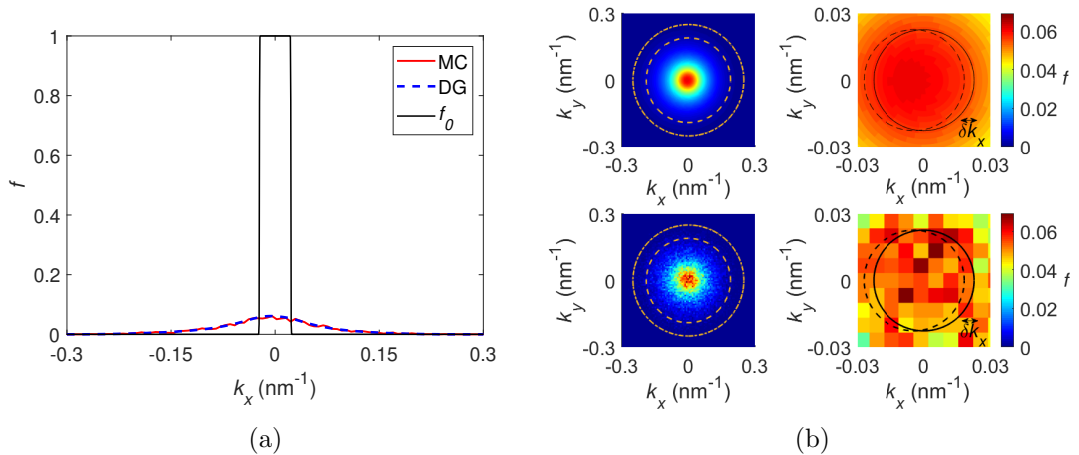 1
0.8
0.6
0.4
0.2
0
f
MC
DG
f0
-0.3 -0.15 0 0.15 0.3
kx (nm-1)
(a)
0.3
0
-0.3
ky (nm-1)
-0.3 0 0.3
kx (nm-1)
0.03
0
-0.03
ky (nm-1)
δkx
-0.03 0 0.03
kx (nm-1)
0.06
0.04
0.02
0
f
0.3
0
-0.3
ky (nm-1)
-0.3 0 0.3
kx (nm-1)
0.03
0
-0.03
ky (nm-1)
δkx
-0.03 0 0.03
kx (nm-1)
0.06
0.04
0.02
0
f
(b)